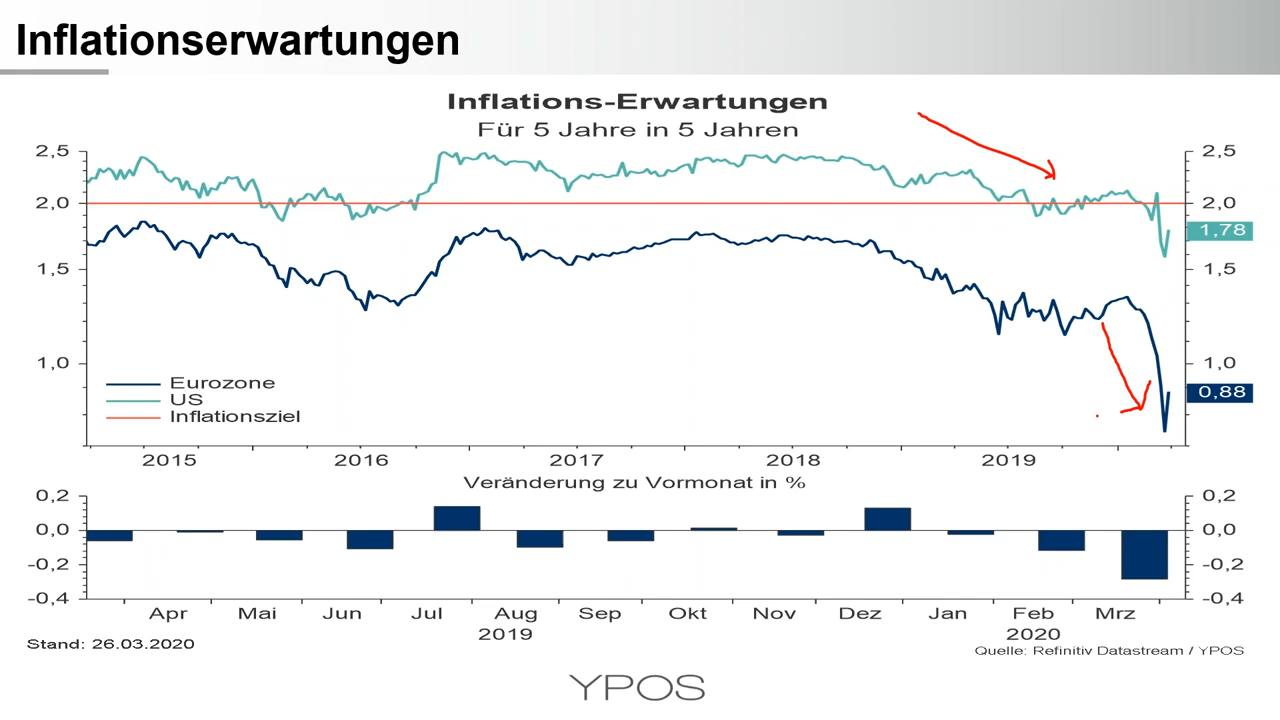 Inflationserwartungen
Inflations-Erwartungen
Für 5 Jahre in 5 Jahren
2,5 2,5
2,0 2,0
1,78
1,5 1,5
1,0 1,0
0,88
Eurozone
US
Inflationsziel
2015 2016 2017 2018 2019
Veränderung zu Vormonat in %
0,2 0,2
0,0 0,0
-0,2 -0,2
-0,4 -0,4
Apr Mai Jun Jul Aug Sep Okt Nov Dez Jan Feb Mrz
2019 2020
Stand: 26.03.2020
Quelle: Refinitiv Datastream / YPOS
YPOS